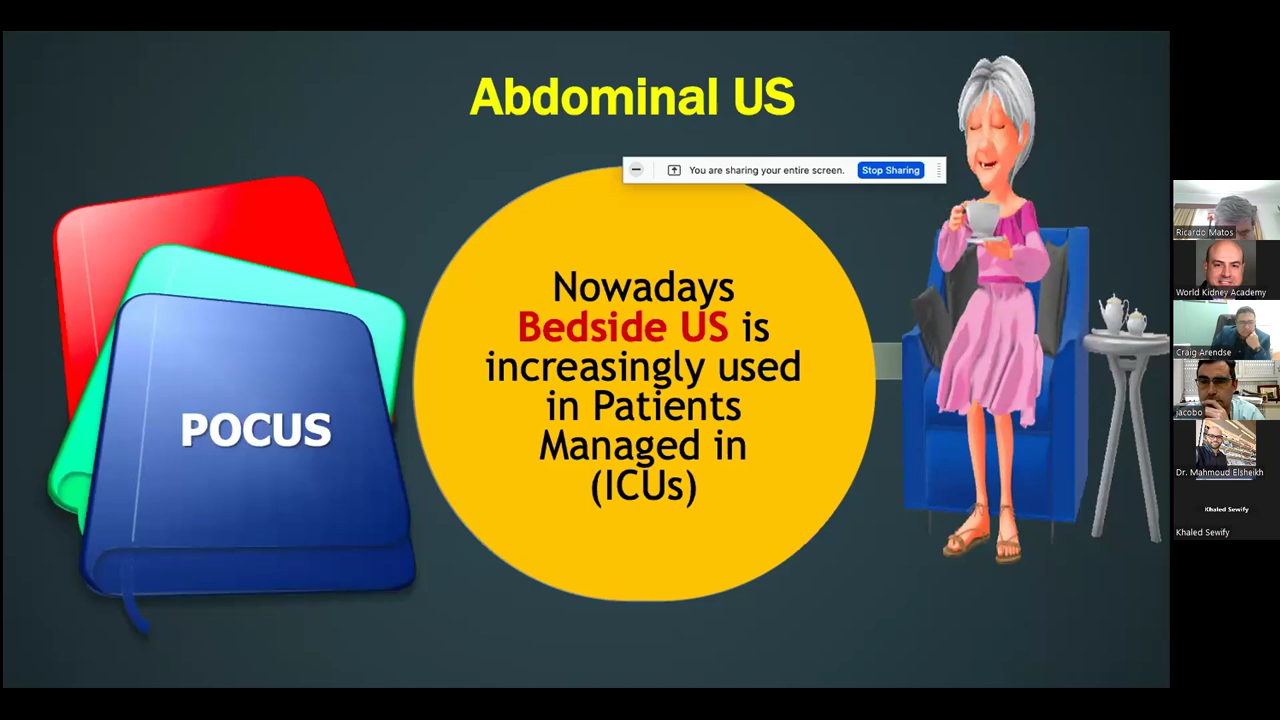 Abdominal US
You are sharing your entire screen.
Stop Sharing
POCUS
Nowadays
Bedside US is
increasingly used
in Patients
Managed in
(ICUs)
Ricardo Matos
World Kidney Academy
Craig Arendse
jacobo
Dr. Mahmoud Elsheikh
Khaled Sewify
Khaled Sewify